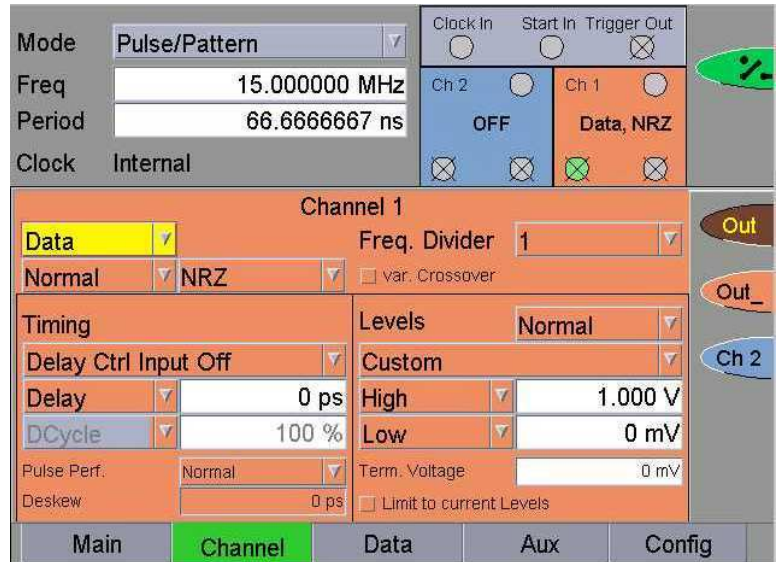 Mode Pulse/Pattern
Freq 15.000000 MHz
Period 66.6666667 ns
Clock Internal
Clock In Start In Trigger Out
Ch 2 Ch 1
OFF Data, NRZ
Channel 1
Data Freq. Divider 1
Normal NRZ var. Crossover
Timing Levels Normal
Delay Ctrl Input Off Custom
Delay 0 ps High 1.000 V
DCycle 100 % Low 0 mV
Pulse Perf. Normal Term. Voltage 0 mV
Deskew 0 ps Limit to current Levels
Out
Out_
Ch 2
Main Channel Data Aux Config